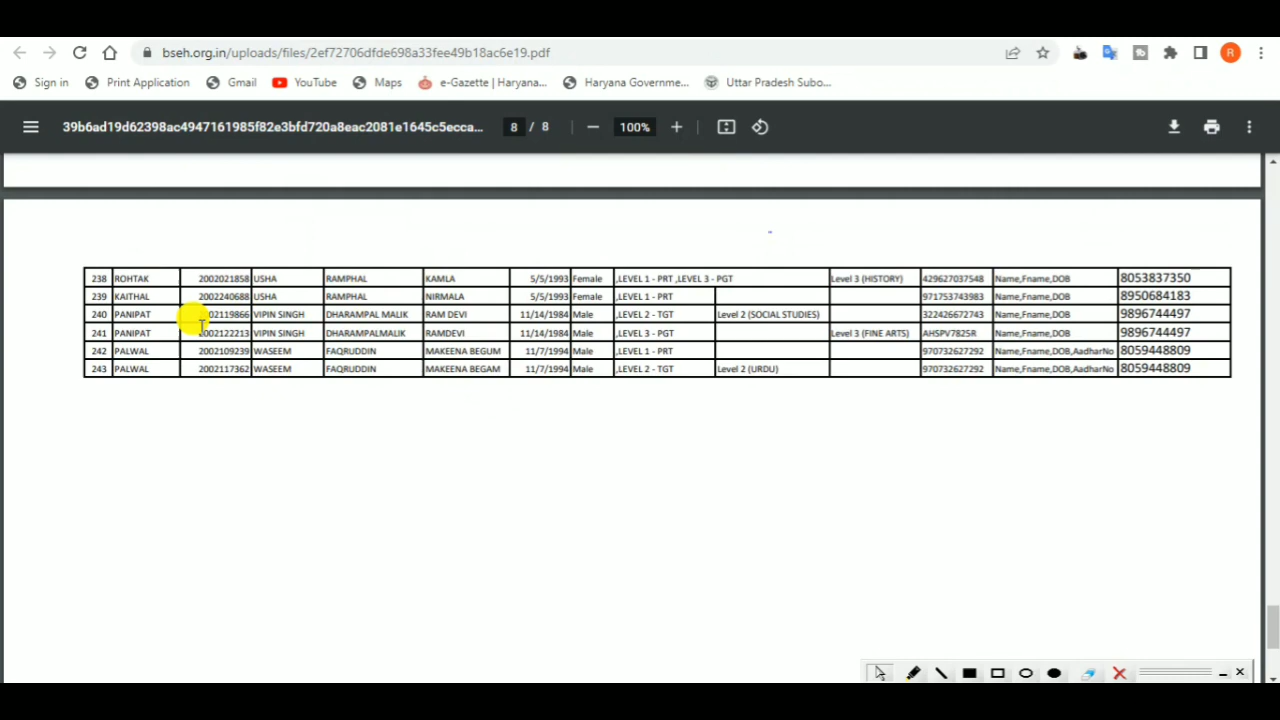 bseh.org.in/uploads/files/2ef72706dfde698a33fee49b18ac6e19.pdf R
Sign in Print Application Gmail YouTube Maps e-Gazette | Haryana... Haryana Governme... Uttar Pradesh Subo...
39b6ad19d62398ac4947161985f82e3bfd720a8eac2081e1645c5ecca... 8 / 8 100%
238 ROHTAK 2002021858 USHA RAMPHAL KAMLA 5/5/1993 Female ,LEVEL 1 - PRT ,LEVEL 3 - PGT Level 3 (HISTORY) 429627037548 Name,Fname,DOB 8053837350
239 KAITHAL 2002240688 USHA RAMPHAL NIRMALA 5/5/1993 Female ,LEVEL 1 - PRT 971753743983 Name,Fname,DOB 8950684183
240 PANIPAT 2002119866 VIPIN SINGH DHARAMPAL MALIK RAM DEVI 11/14/1984 Male ,LEVEL 2 - TGT Level 2 (SOCIAL STUDIES) 322426672743 Name,Fname,DOB 9896744497
241 PANIPAT 2002122213 VIPIN SINGH DHARAMPALMALIK RAMDEVI 11/14/1984 Male ,LEVEL 3 - PGT Level 3 (FINE ARTS) AHSPV7825R Name,Fname,DOB 9896744497
242 PALWAL 2002109239 WASEEM FAQRUDDIN MAKEENA BEGUM 11/7/1994 Male ,LEVEL 1 - PRT 970732627292 Name,Fname,DOB,AadharNo 8059448809
243 PALWAL 2002117362 WASEEM FAQRUDDIN MAKEENA BEGAM 11/7/1994 Male ,LEVEL 2 - TGT Level 2 (URDU) 970732627292 Name,Fname,DOB,AadharNo 8059448809